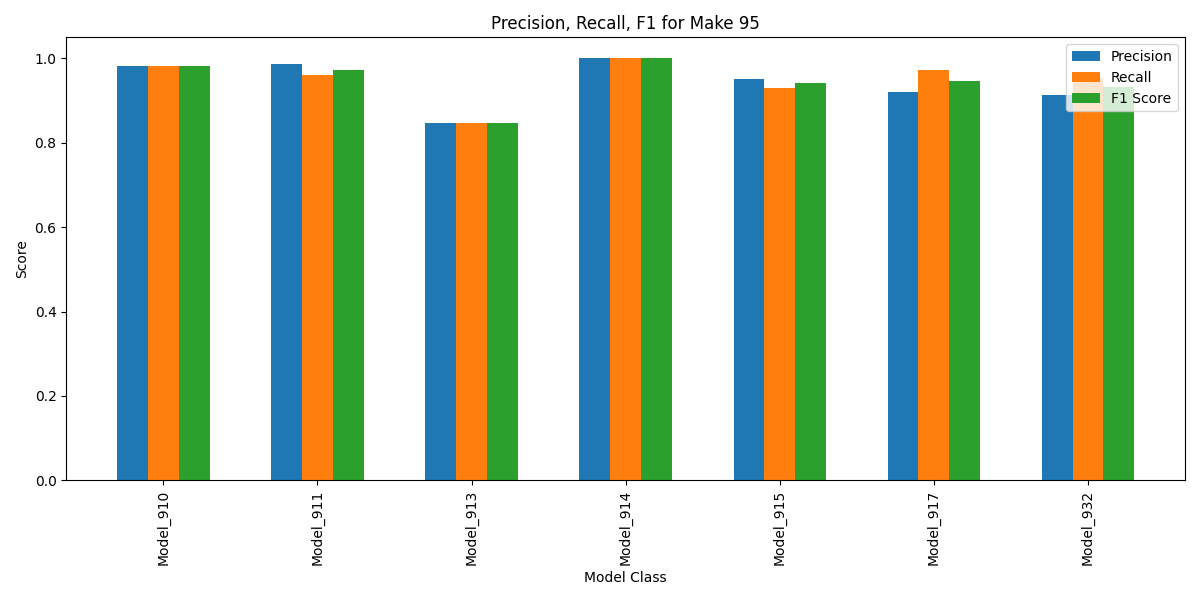 Precision, Recall, F1 for Make 95
Precision
Recall
F1 Score
1.0
0.8
0.6
0.4
0.2
0.0
Score
Model_910
Model_911
Model_913
Model_914
Model_915
Model_917
Model_932
Model Class